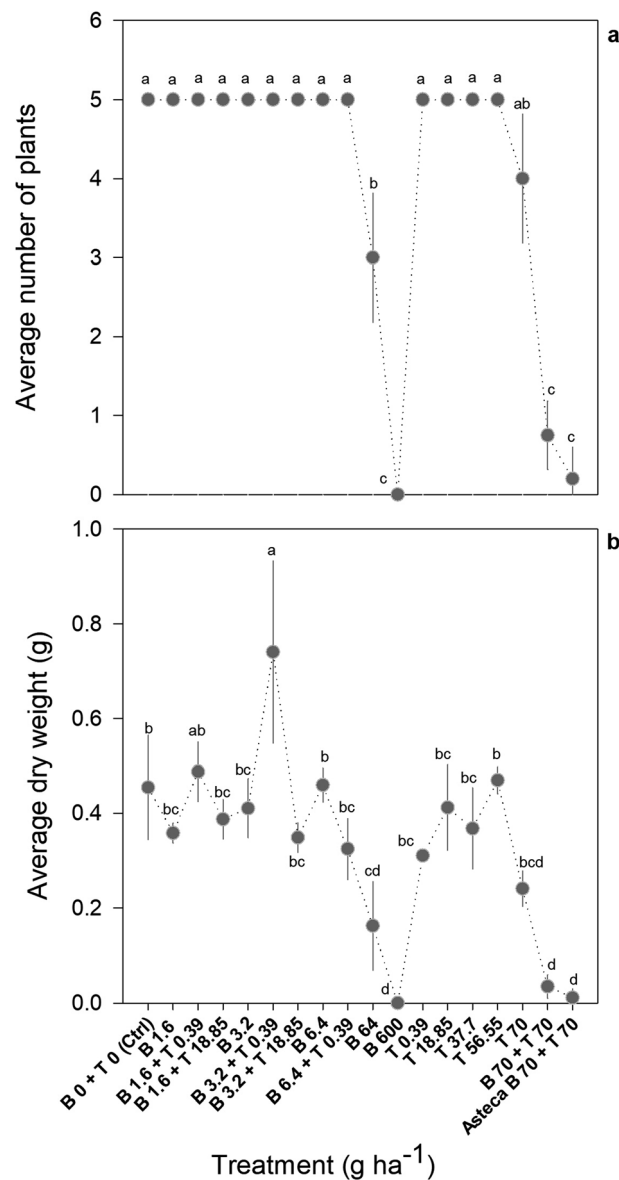 a
6
5
4
3
2
1
0
Average number of plants
a a a a a a a a a b c a a a a ab c c
b
1.0
0.8
0.6
0.4
0.2
0.0
Average dry weight (g)
b bc ab bc bc a bc b bc cd d bc bc bc b bcd d d
B 0 + T 0 (Ctrl)
B 1.6
B 1.6 + T 0.39
B 1.6 + T 18.85
B 3.2
B 3.2 + T 0.39
B 3.2 + T 18.85
B 6.4
B 6.4 + T 0.39
B 64
B 600
T 0.39
T 18.85
T 37.7
T 56.55
T 70
B 70 + T 70
Asteca B 70 + T 70
Treatment (g ha⁻¹)